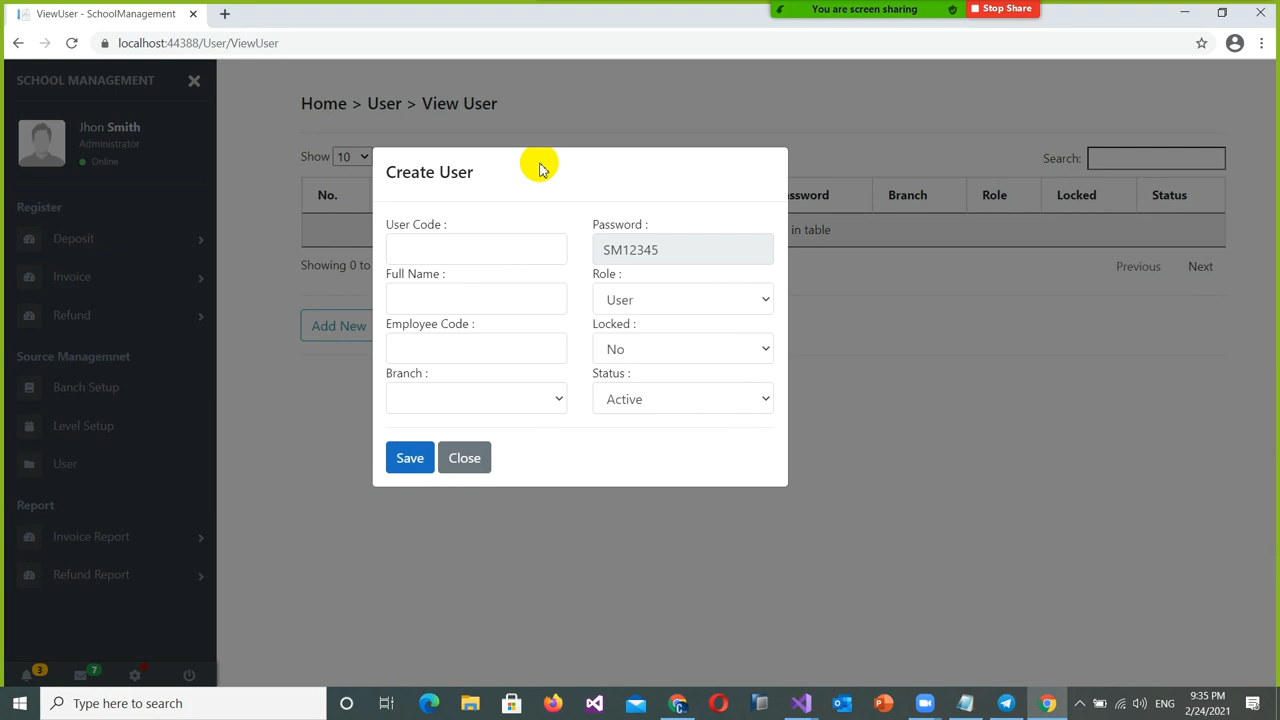 ViewUser - SchoolManagement
You are screen sharing
Stop Share
localhost:44388/User/ViewUser
SCHOOL MANAGEMENT
Jhon Smith
Administrator
Online
Register
Deposit
Invoice
Refund
Source Managemnet
Banch Setup
Level Setup
User
Report
Invoice Report
Refund Report
3
7
Home > User > View User
Show 10
Search:
No.
ssword
Branch
Role
Locked
Status
in table
Showing 0 to
Previous
Next
Add New
Create User
User Code :
Password :
SM12345
Full Name :
Role :
User
Employee Code :
Locked :
No
Branch :
Status :
Active
Save
Close
Type here to search
ENG
9:35 PM
2/24/2021